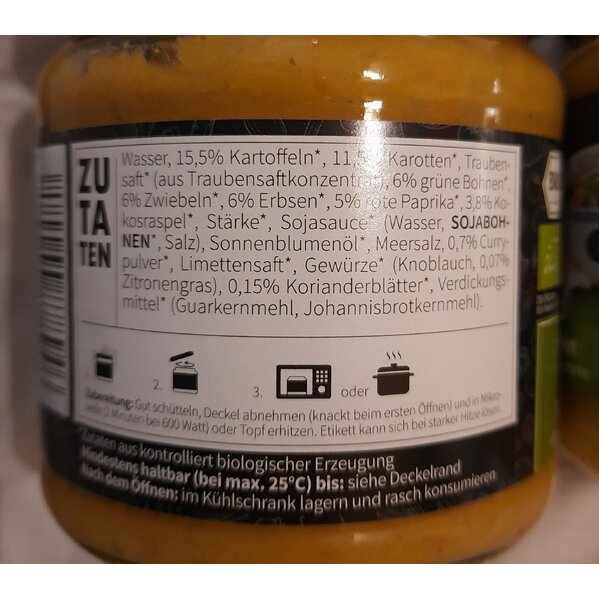 ZU
TA
TEN
Wasser, 15,5% Kartoffeln*, 11,5% Karotten*, Trauben-
saft* (aus Traubensaftkonzentrat), 6% grüne Bohnen*,
6% Zwiebeln*, 6% Erbsen*, 5% rote Paprika*, 3,8% Ko-
kosraspel*, Stärke*, Sojasauce* (Wasser, SOJABOH-
NEN*, Salz), Sonnenblumenöl*, Meersalz, 0,7% Curry-
pulver*, Limettensaft*, Gewürze* (Knoblauch, 0,07%
Zitronengras), 0,15% Korianderblätter*, Verdickungs-
mittel* (Guarkernmehl, Johannisbrotkernmehl).
2.
3.
oder
Zubereitung: Gut schütteln, Deckel abnehmen (knackt beim ersten Öffnen) und in Mikro-
welle (2 Minuten bei 600 Watt) oder Topf erhitzen. Etikett kann sich bei starker Hitze lösen.
*Zutaten aus kontrolliert biologischer Erzeugung
Mindestens haltbar (bei max. 25°C) bis: siehe Deckelrand
Nach dem Öffnen: im Kühlschrank lagern und rasch konsumieren